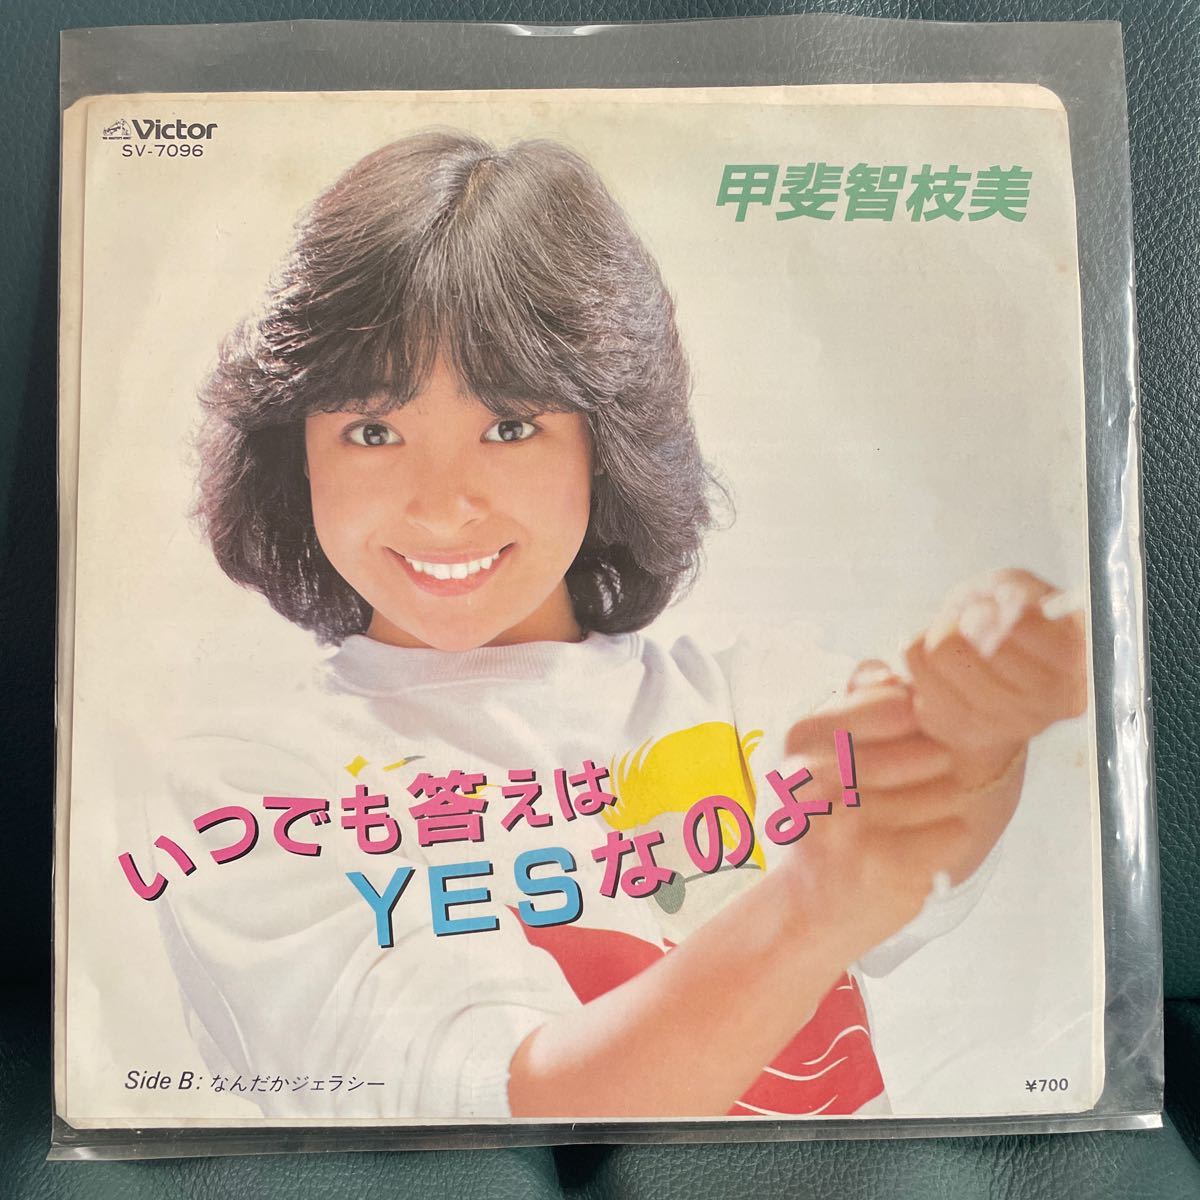 Victor
SV-7096
甲斐智枝美
いつでも答えは
YESなのよ!
Side B: なんだかジェラシー
¥700